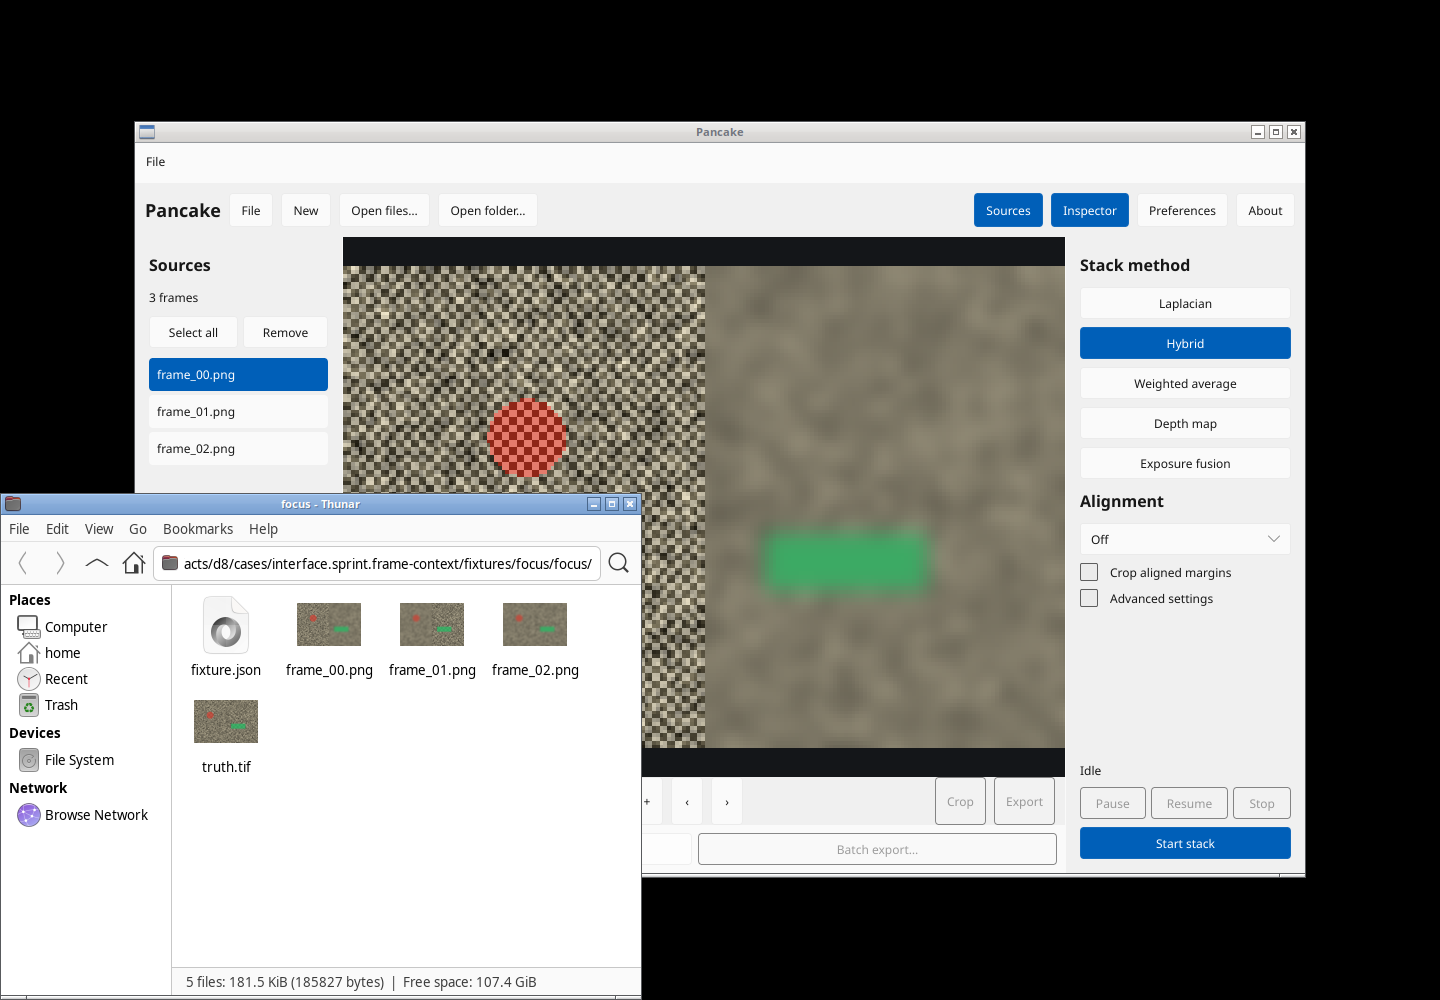 Pancake
File
Pancake File New Open files... Open folder... Sources Inspector Preferences About
Sources
3 frames
Select all Remove
frame_00.png
frame_01.png
frame_02.png
Stack method
Laplacian
Hybrid
Weighted average
Depth map
Exposure fusion
Alignment
Off
Crop aligned margins
Advanced settings
Idle
Pause Resume Stop
Start stack
+ ‹ › Crop Export
Batch export...
focus - Thunar
File Edit View Go Bookmarks Help
acts/d8/cases/interface.sprint.frame-context/fixtures/focus/focus/
Places
Computer
home
Recent
Trash
Devices
File System
Network
Browse Network
fixture.json frame_00.png frame_01.png frame_02.png
truth.tif
5 files: 181.5 KiB (185827 bytes) | Free space: 107.4 GiB